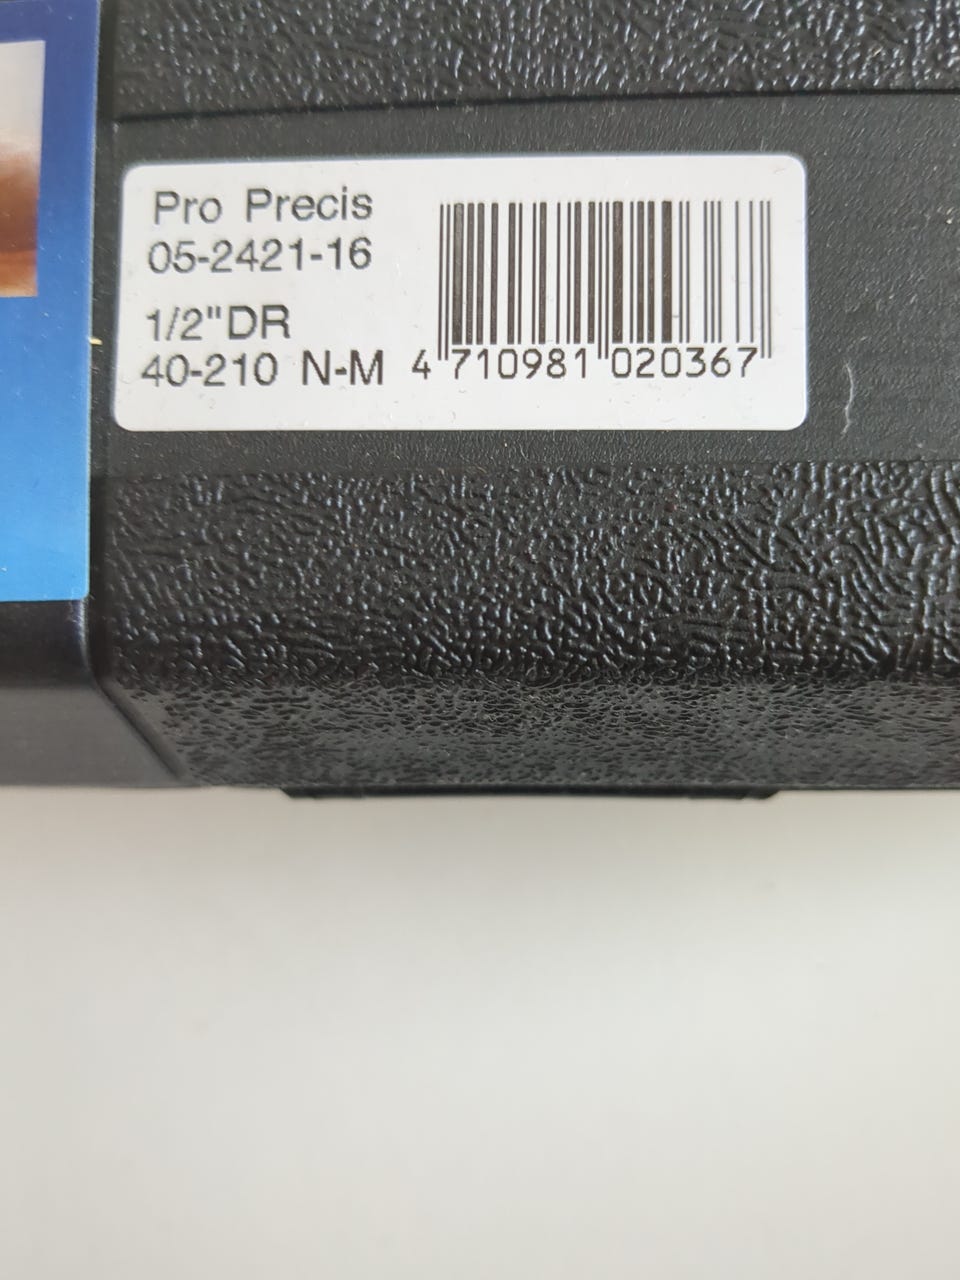 Pro Precis
05-2421-16
1/2"DR
40-210 N-M
4 710981 020367